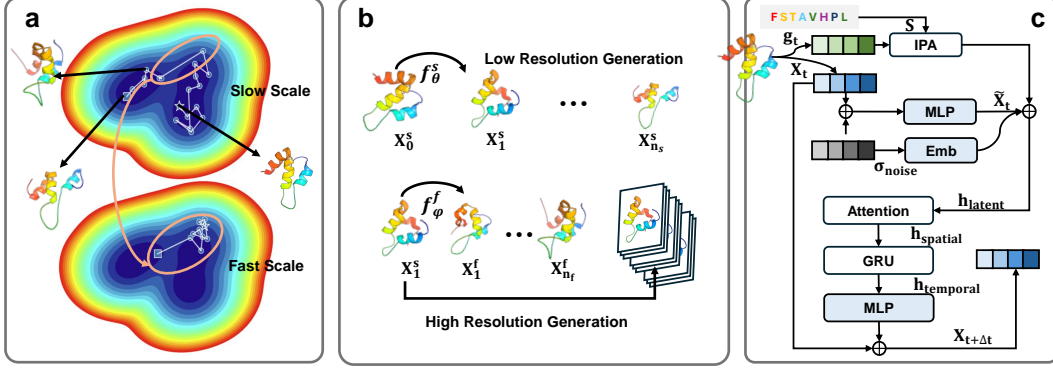 a
Slow Scale
Fast Scale
b
f_θ^s
Low Resolution Generation
X_0^s
X_1^s
X_{n_s}^s
f_φ^f
X_1^s
X_1^f
X_{n_f}^f
High Resolution Generation
c
FSTAVHPL
S
g_t
IPA
X_t
MLP
X̃_t
Emb
σ_noise
h_latent
Attention
h_spatial
GRU
h_temporal
MLP
X_{t+Δt}